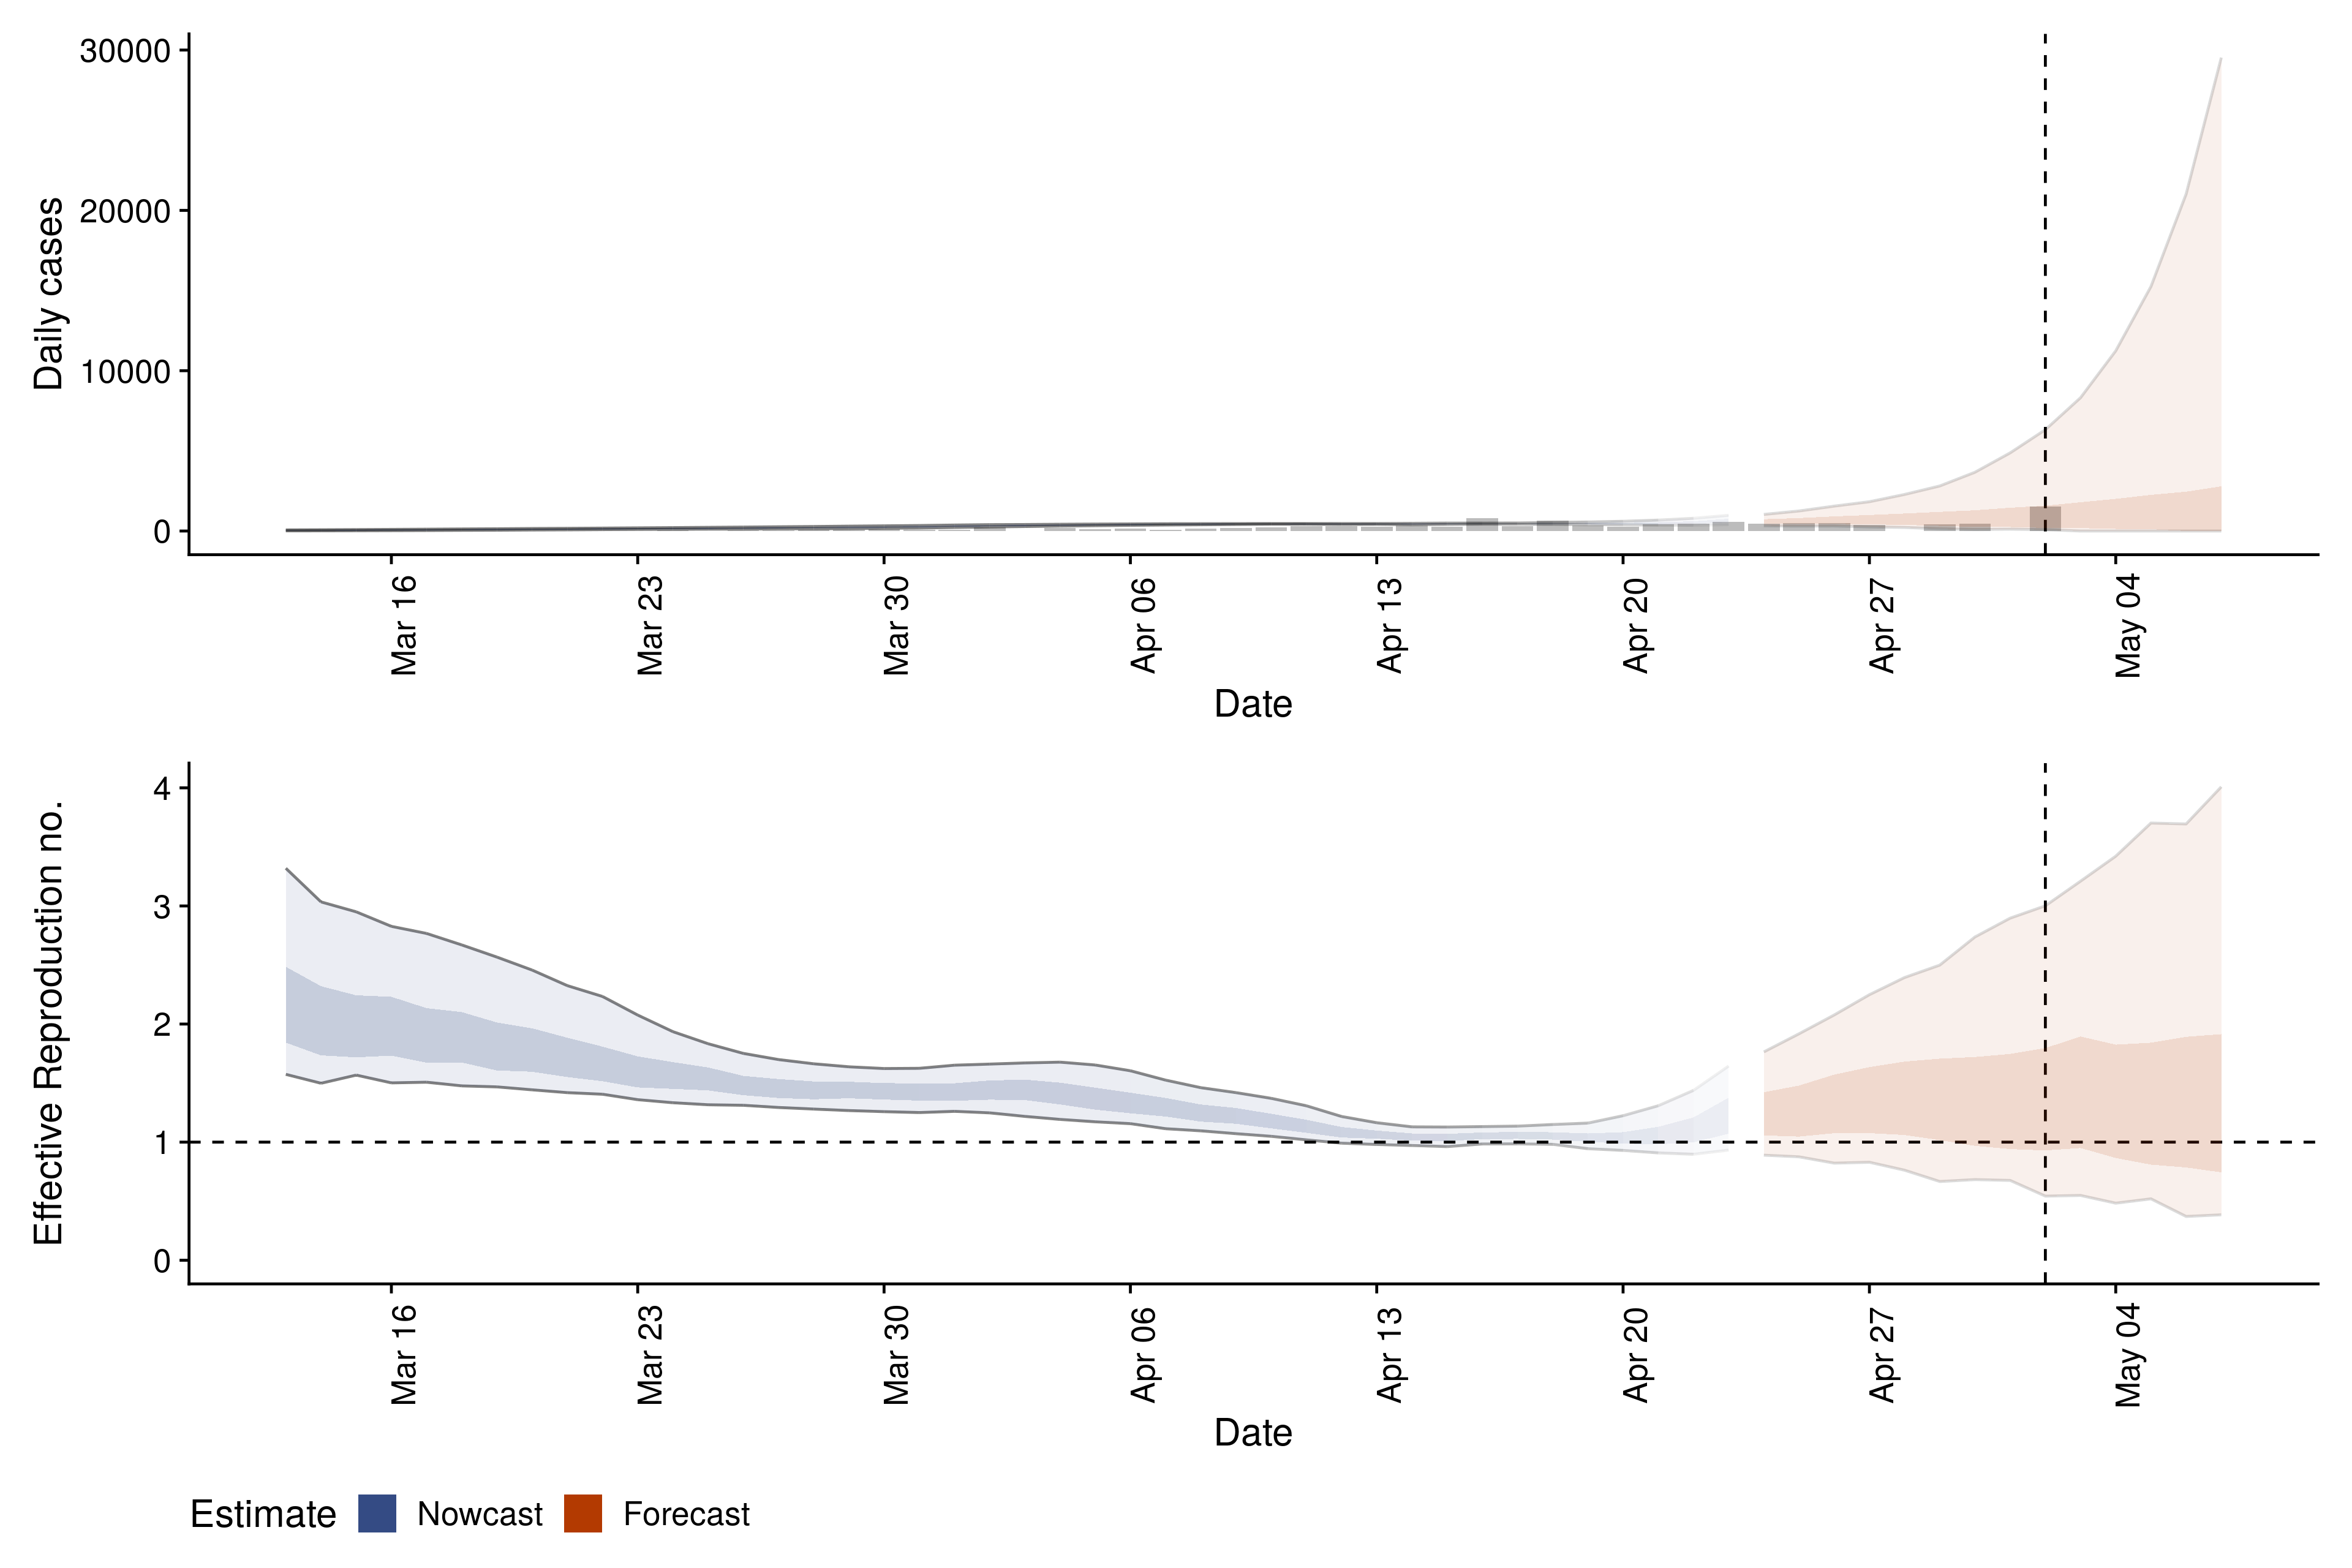 30000
20000
10000
0
Daily cases
Mar 16
Mar 23
Mar 30
Apr 06
Apr 13
Apr 20
Apr 27
May 04
Date
4
3
2
1
0
Effective Reproduction no.
Mar 16
Mar 23
Mar 30
Apr 06
Apr 13
Apr 20
Apr 27
May 04
Date
Estimate Nowcast Forecast